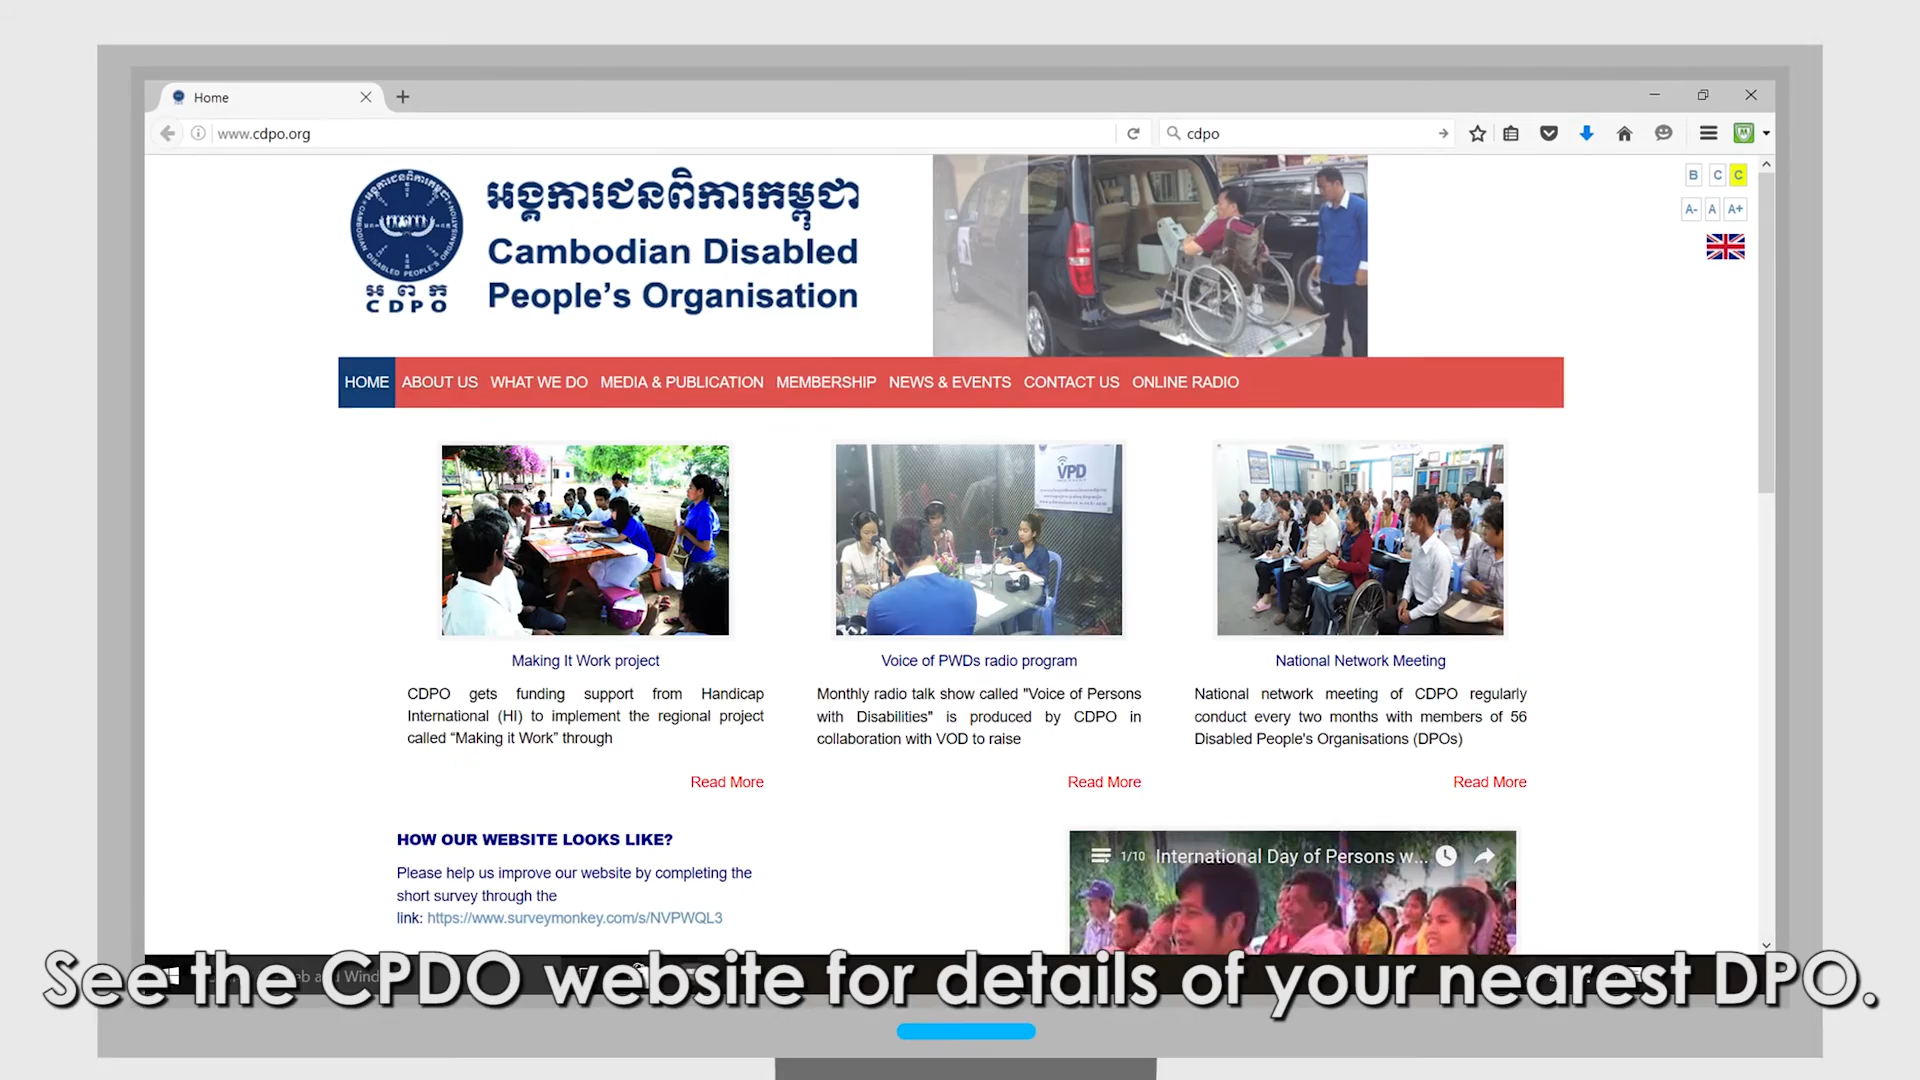 Home
www.cdpo.org
cdpo
អង្គការជនពិការកម្ពុជា
Cambodian Disabled
People's Organisation
CAMBODIAN DISABLED PEOPLE'S ORGANISATION
អ ព ក
CDPO
B C C
A- A A+
HOME ABOUT US WHAT WE DO MEDIA & PUBLICATION MEMBERSHIP NEWS & EVENTS CONTACT US ONLINE RADIO
VPD
Making It Work project
CDPO gets funding support from Handicap
International (HI) to implement the regional project
called “Making it Work” through
Read More
Voice of PWDs radio program
Monthly radio talk show called "Voice of Persons
with Disabilities" is produced by CDPO in
collaboration with VOD to raise
Read More
National Network Meeting
National network meeting of CDPO regularly
conduct every two months with members of 56
Disabled People's Organisations (DPOs)
Read More
HOW OUR WEBSITE LOOKS LIKE?
Please help us improve our website by completing the
short survey through the
link: https://www.surveymonkey.com/s/NVPWQL3
1/10 International Day of Persons w...
See the CPDO website for details of your nearest DPO.